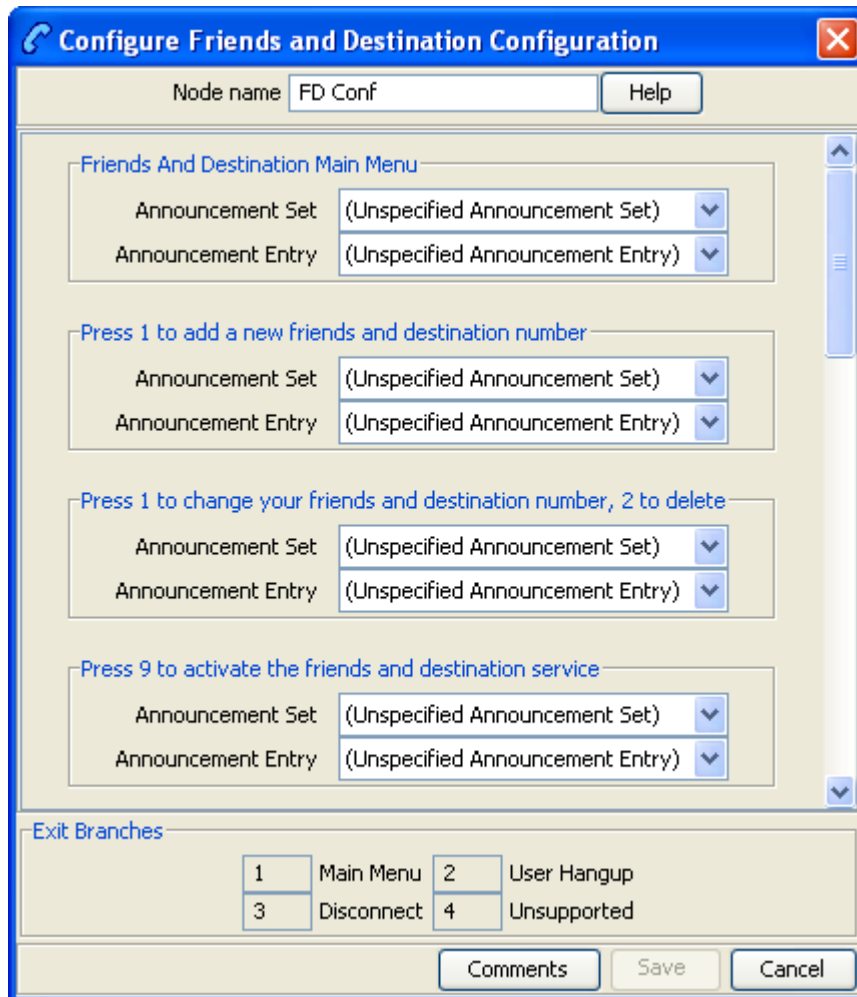 Configure Friends and Destination Configuration
Node name FD Conf Help
Friends And Destination Main Menu
Announcement Set (Unspecified Announcement Set)
Announcement Entry (Unspecified Announcement Entry)
Press 1 to add a new friends and destination number
Announcement Set (Unspecified Announcement Set)
Announcement Entry (Unspecified Announcement Entry)
Press 1 to change your friends and destination number, 2 to delete
Announcement Set (Unspecified Announcement Set)
Announcement Entry (Unspecified Announcement Entry)
Press 9 to activate the friends and destination service
Announcement Set (Unspecified Announcement Set)
Announcement Entry (Unspecified Announcement Entry)
Exit Branches
1 Main Menu 2 User Hangup
3 Disconnect 4 Unsupported
Comments Save Cancel